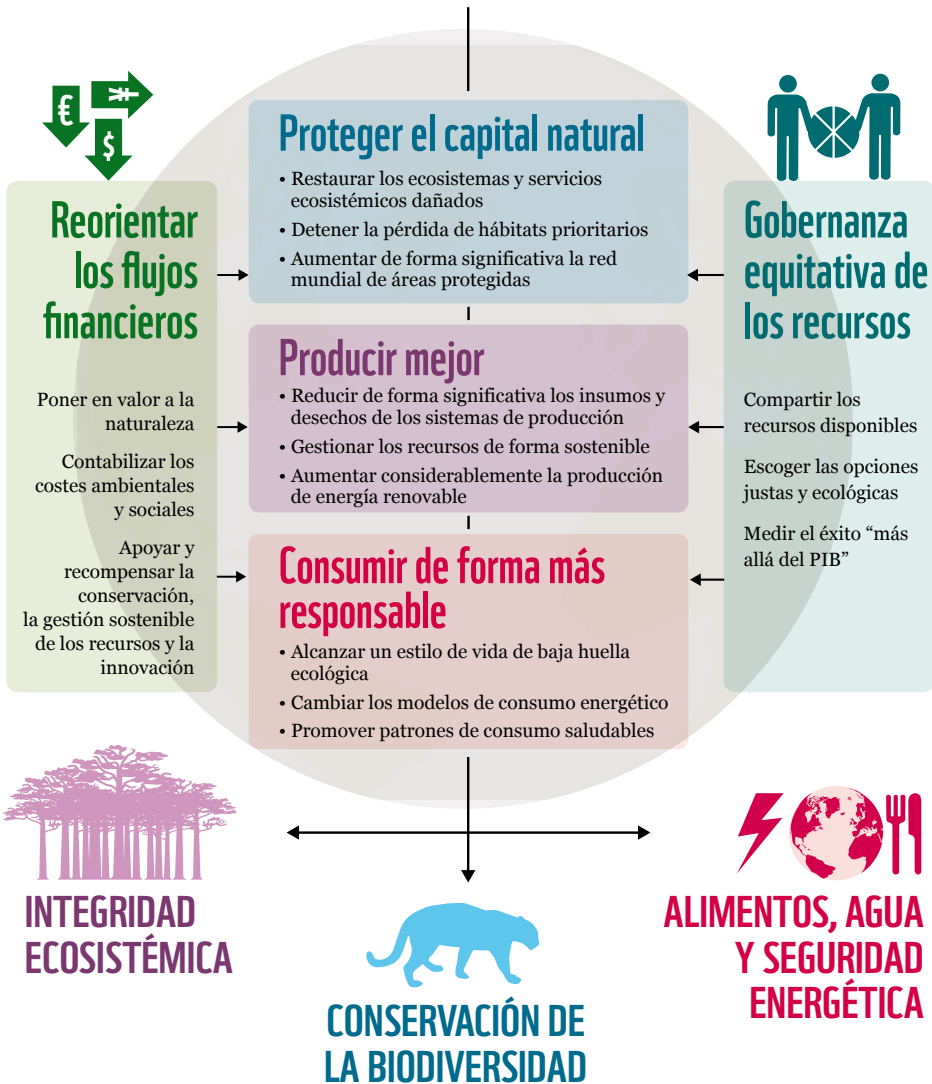 €
¥
$
Proteger el capital natural
• Restaurar los ecosistemas y servicios
ecosistémicos dañados
• Detener la pérdida de hábitats prioritarios
• Aumentar de forma significativa la red
mundial de áreas protegidas
Reorientar
los flujos
financieros
Poner en valor a la
naturaleza
Contabilizar los
costes ambientales
y sociales
Apoyar y
recompensar la
conservación,
la gestión sostenible
de los recursos y la
innovación
Producir mejor
• Reducir de forma significativa los insumos y
desechos de los sistemas de producción
• Gestionar los recursos de forma sostenible
• Aumentar considerablemente la producción
de energía renovable
Consumir de forma más
responsable
• Alcanzar un estilo de vida de baja huella
ecológica
• Cambiar los modelos de consumo energético
• Promover patrones de consumo saludables
Gobernanza
equitativa de
los recursos
Compartir los
recursos disponibles
Escoger las opciones
justas y ecológicas
Medir el éxito “más
allá del PIB”
INTEGRIDAD
ECOSISTÉMICA
CONSERVACIÓN DE
LA BIODIVERSIDAD
ALIMENTOS, AGUA
Y SEGURIDAD
ENERGÉTICA